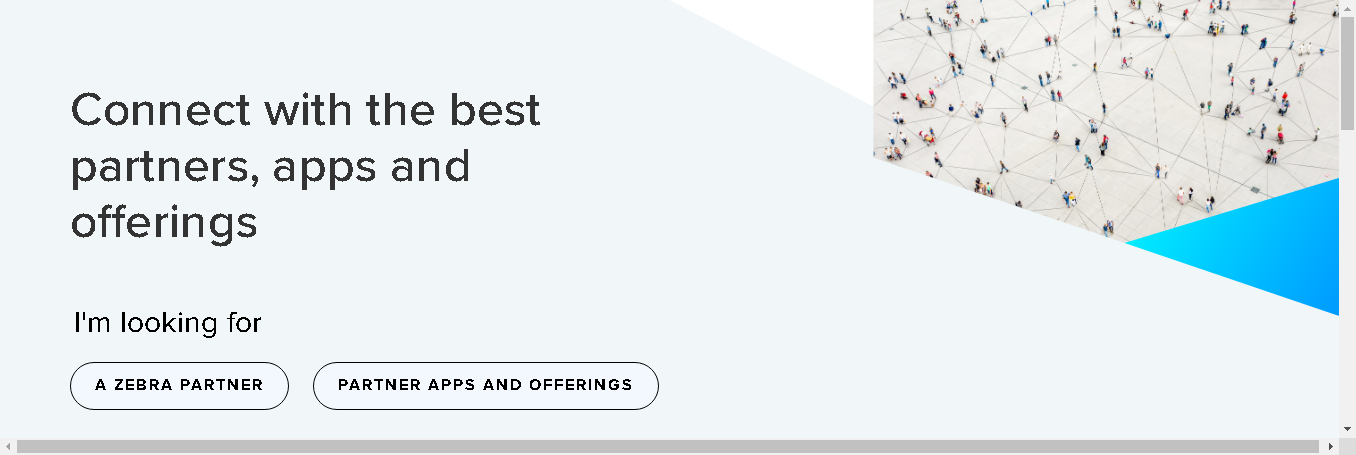 Connect with the best
partners, apps and
offerings
I'm looking for
A ZEBRA PARTNER
PARTNER APPS AND OFFERINGS